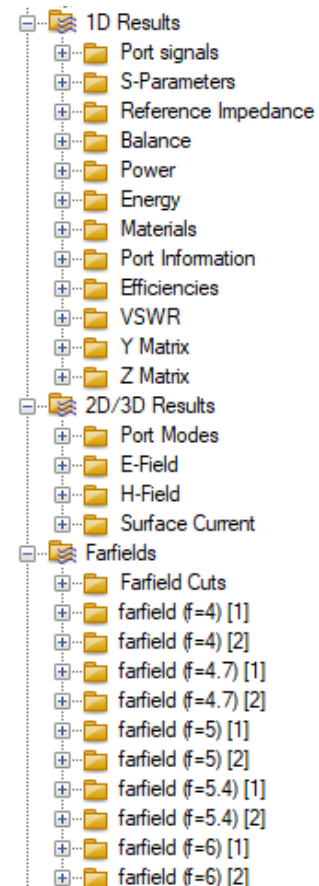 1D Results
Port signals
S-Parameters
Reference Impedance
Balance
Power
Energy
Materials
Port Information
Efficiencies
VSWR
Y Matrix
Z Matrix
2D/3D Results
Port Modes
E-Field
H-Field
Surface Current
Farfields
Farfield Cuts
farfield (f=4) [1]
farfield (f=4) [2]
farfield (f=4.7) [1]
farfield (f=4.7) [2]
farfield (f=5) [1]
farfield (f=5) [2]
farfield (f=5.4) [1]
farfield (f=5.4) [2]
farfield (f=6) [1]
farfield (f=6) [2]